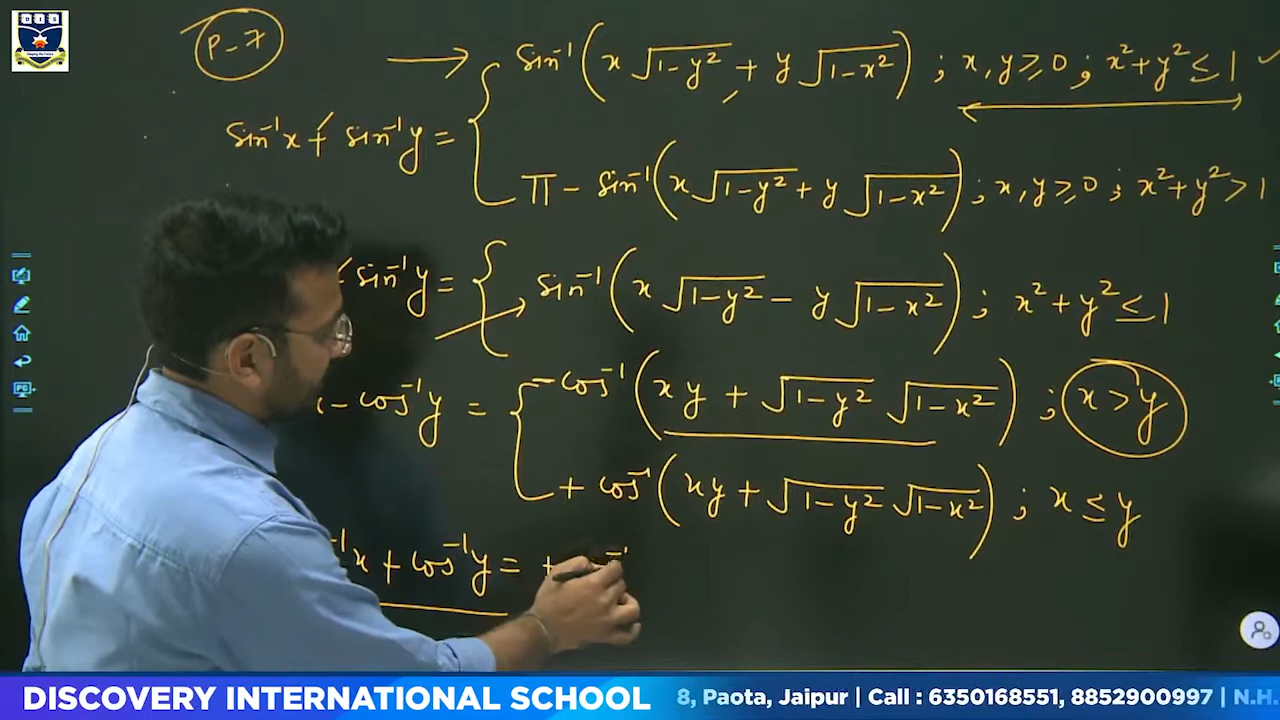 P-7
sin⁻¹x + sin⁻¹y = { sin⁻¹(x √1-y² + y √1-x²) ; x, y ≥ 0 ; x² + y² ≤ 1
π - sin⁻¹(x √1-y² + y √1-x²) ; x, y ≥ 0 ; x² + y² > 1
sin⁻¹y = { sin⁻¹(x √1-y² - y √1-x²) ; x² + y² ≤ 1
x - cos⁻¹y = { -cos⁻¹(xy + √1-y² √1-x²) ; x > y
+ cos⁻¹(xy + √1-y² √1-x²) ; x ≤ y
⁻¹x + cos⁻¹y = +
DISCOVERY INTERNATIONAL SCHOOL
8, Paota, Jaipur | Call : 6350168551, 8852900997 | N.H.